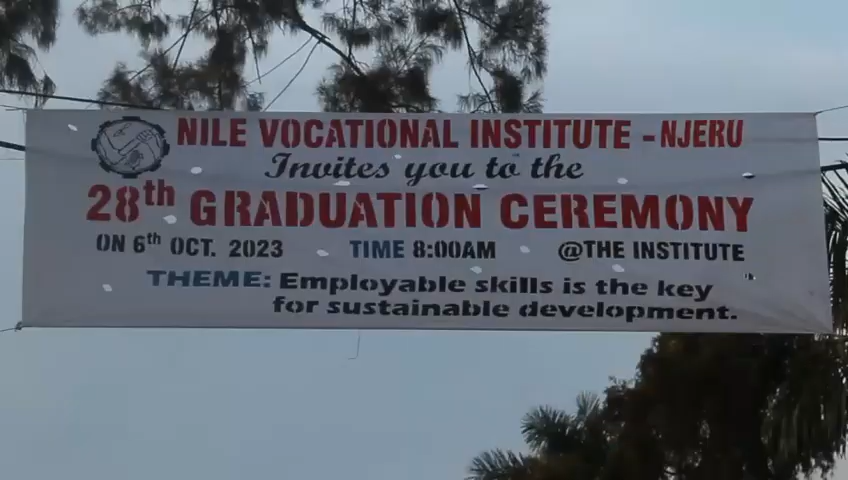 NILE VOCATIONAL INSTITUTE - NJERU
Invites you to the
28th GRADUATION CEREMONY
ON 6th OCT. 2023 TIME 8:00AM @THE INSTITUTE
THEME: Employable skills is the key
for sustainable development.